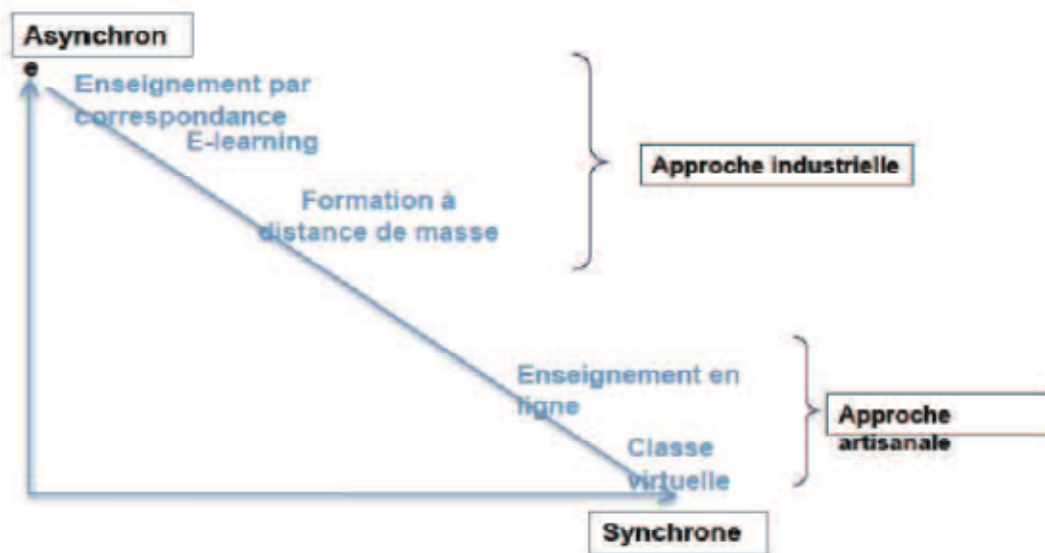 Asynchron
e
Enseignement par
correspondance
E-learning
Approche industrielle
Formation à
distance de masse
Enseignement en
ligne
Approche
artisanale
Classe
virtuelle
Synchrone